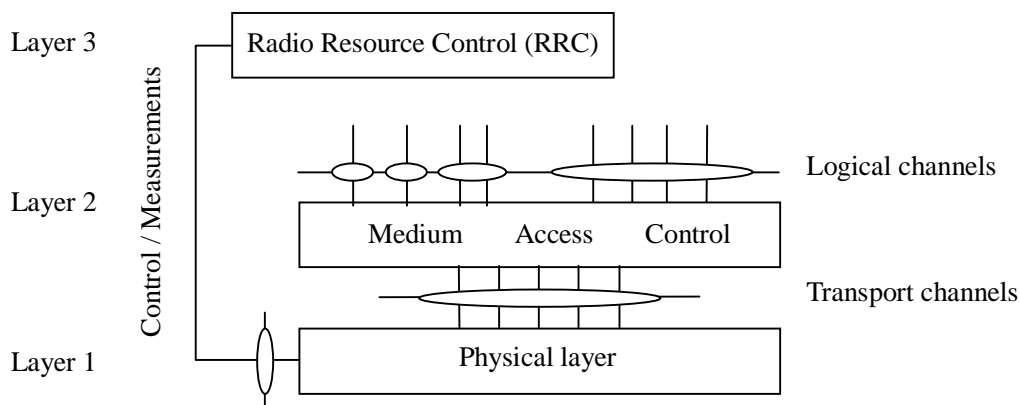 Layer 3
Radio Resource Control (RRC)
Control / Measurements
Logical channels
Layer 2
Medium Access Control
Transport channels
Layer 1
Physical layer